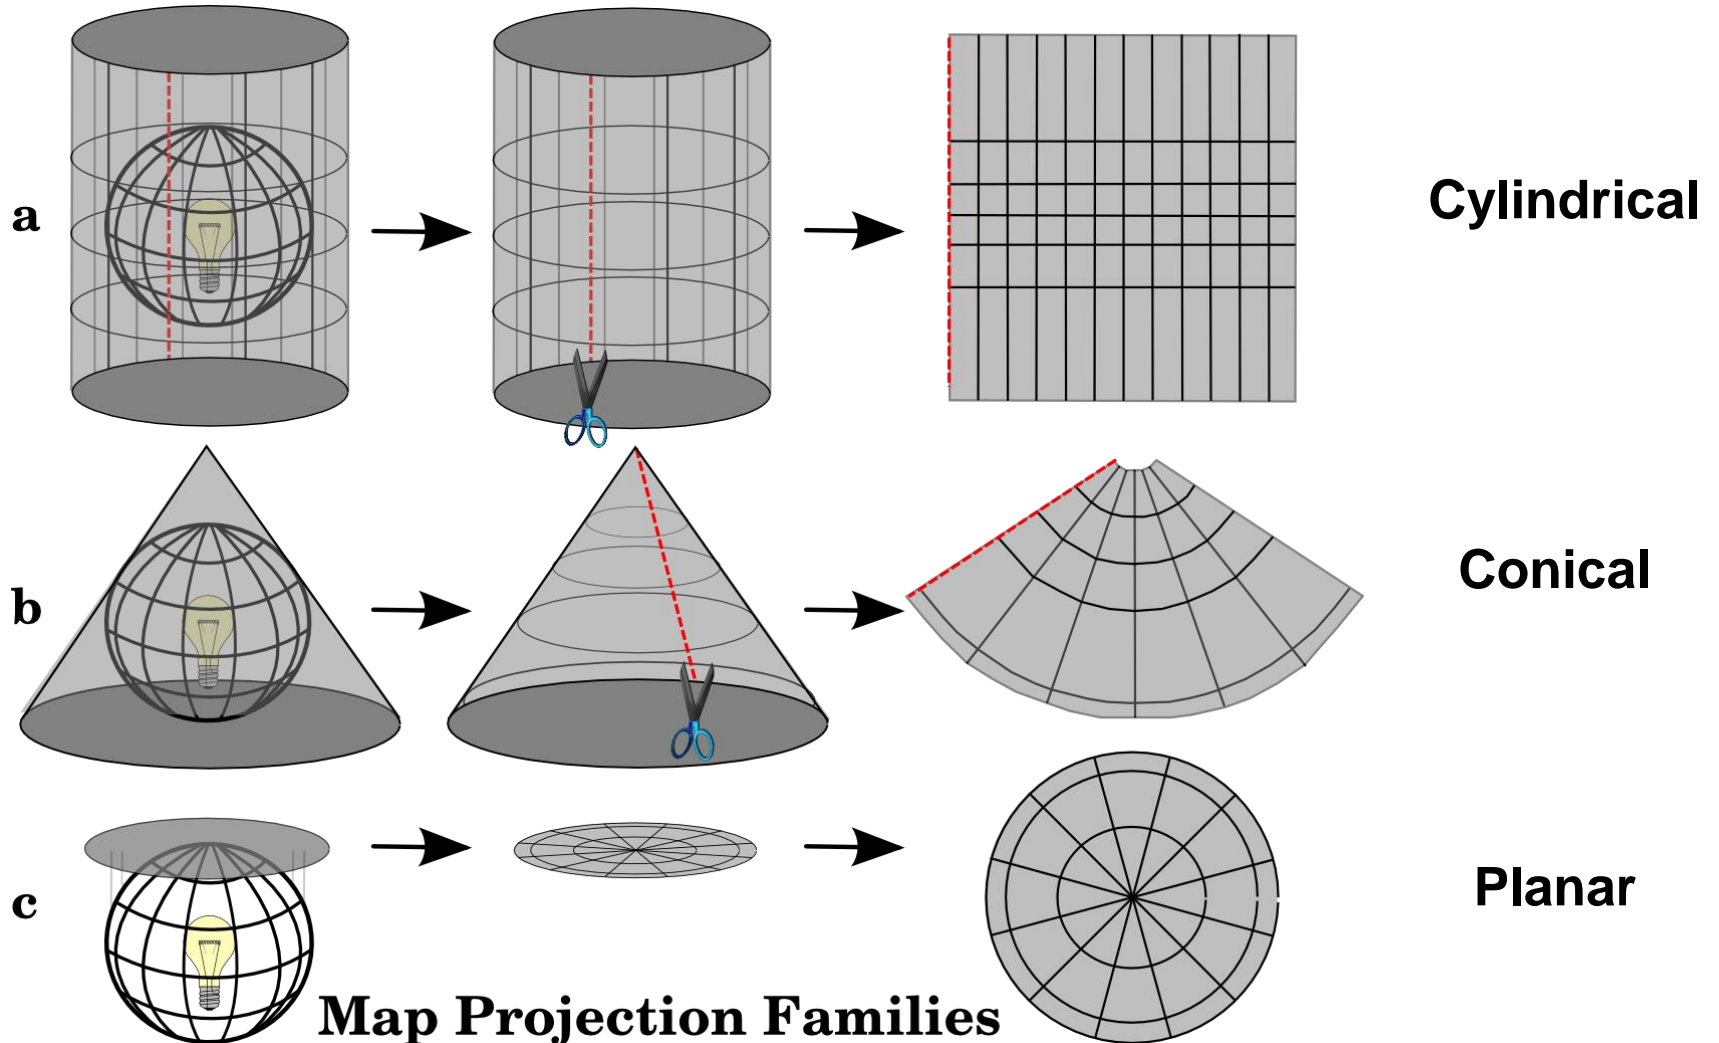 a
Cylindrical
b
Conical
c
Planar
Map Projection Families